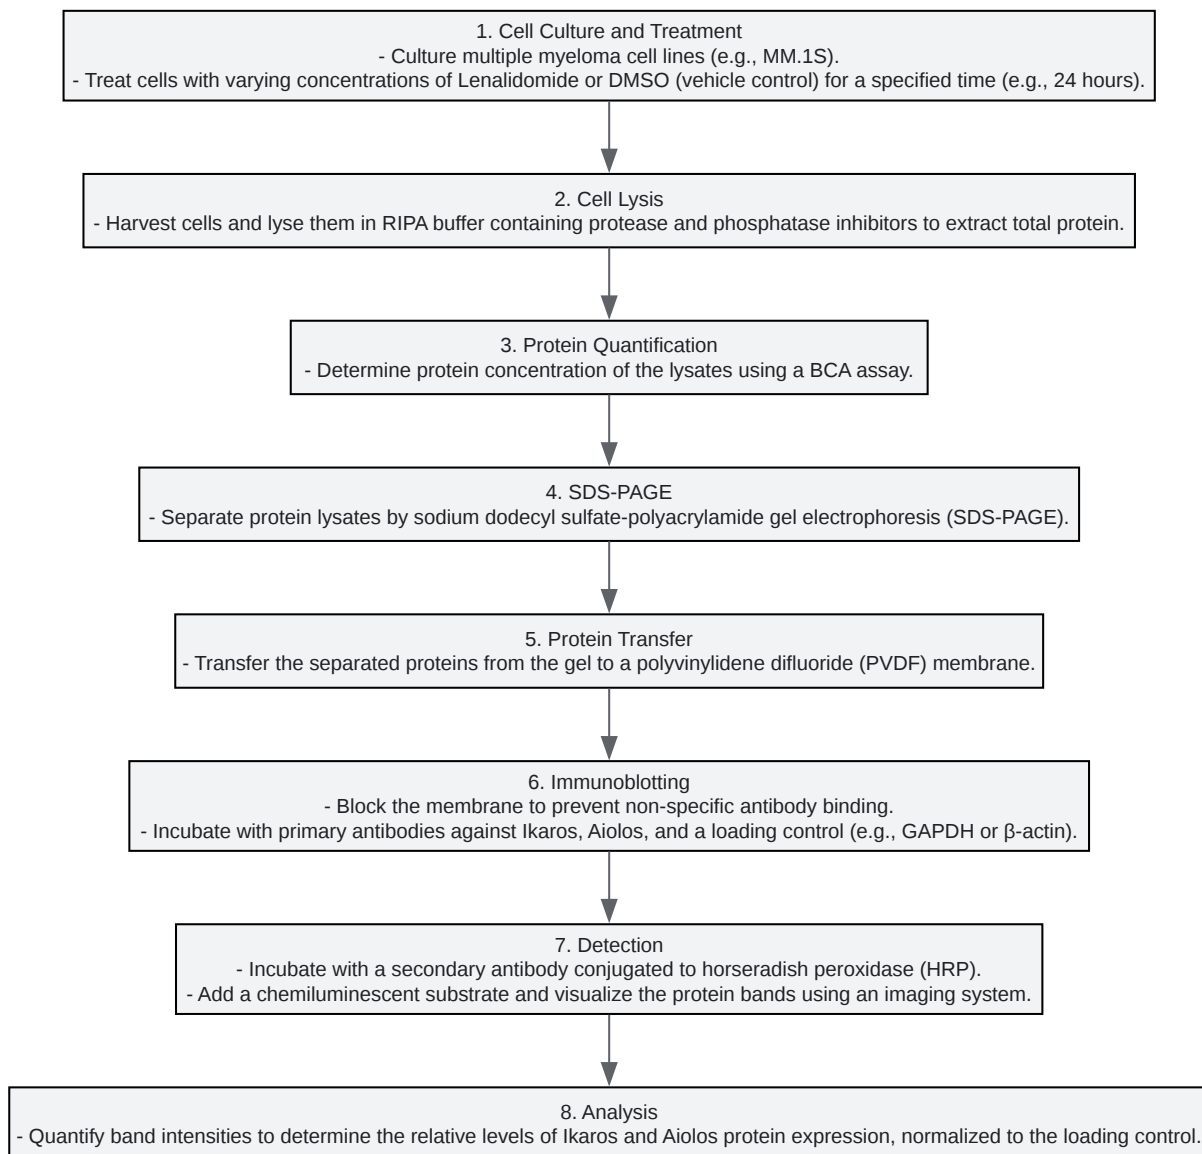 1. Cell Culture and Treatment
- Culture multiple myeloma cell lines (e.g., MM.1S).
- Treat cells with varying concentrations of Lenalidomide or DMSO (vehicle control) for a specified time (e.g., 24 hours).
2. Cell Lysis
- Harvest cells and lyse them in RIPA buffer containing protease and phosphatase inhibitors to extract total protein.
3. Protein Quantification
- Determine protein concentration of the lysates using a BCA assay.
4. SDS-PAGE
- Separate protein lysates by sodium dodecyl sulfate-polyacrylamide gel electrophoresis (SDS-PAGE).
5. Protein Transfer
- Transfer the separated proteins from the gel to a polyvinylidene difluoride (PVDF) membrane.
6. Immunoblotting
- Block the membrane to prevent non-specific antibody binding.
- Incubate with primary antibodies against Ikaros, Aiolos, and a loading control (e.g., GAPDH or β-actin).
7. Detection
- Incubate with a secondary antibody conjugated to horseradish peroxidase (HRP).
- Add a chemiluminescent substrate and visualize the protein bands using an imaging system.
8. Analysis
- Quantify band intensities to determine the relative levels of Ikaros and Aiolos protein expression, normalized to the loading control.